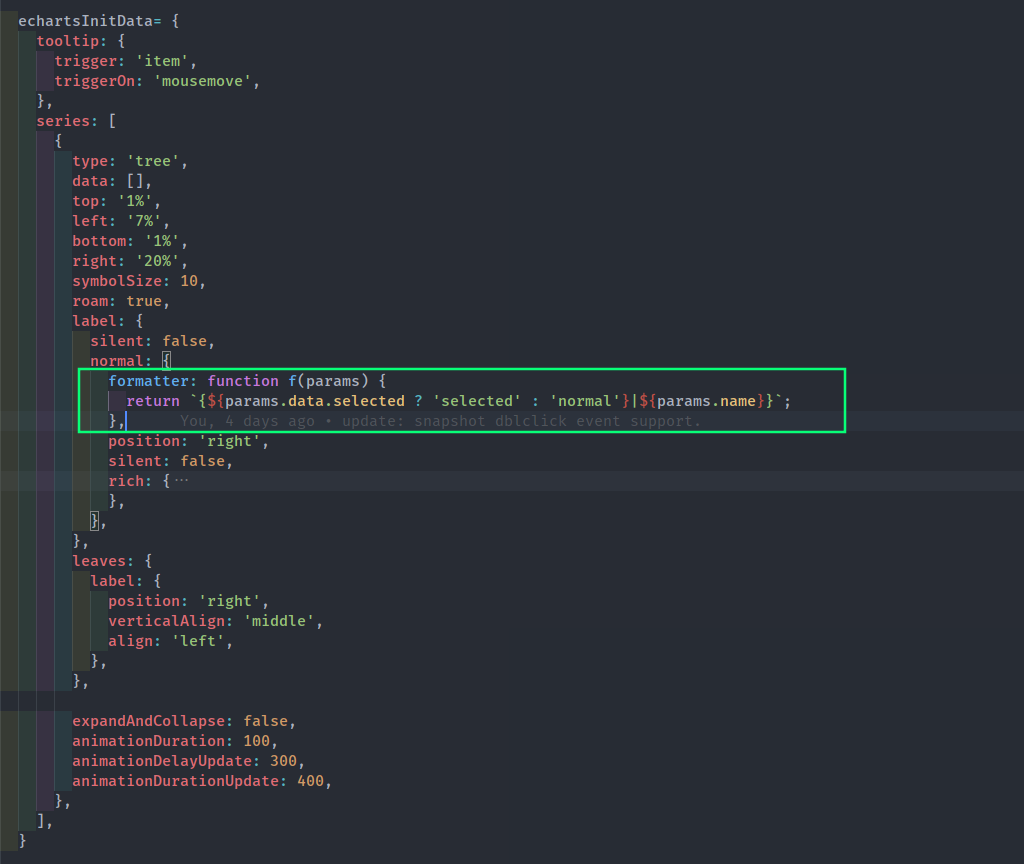 echartsInitData= {
tooltip: {
trigger: 'item',
triggerOn: 'mousemove',
},
series: [
{
type: 'tree',
data: [],
top: '1%',
left: '7%',
bottom: '1%',
right: '20%',
symbolSize: 10,
roam: true,
label: {
silent: false,
normal: {
formatter: function f(params) {
return `{${params.data.selected ? 'selected' : 'normal'}|${params.name}}`;
}, You, 4 days ago • update: snapshot dblclick event support.
position: 'right',
silent: false,
rich: {⋯
},
},
},
leaves: {
label: {
position: 'right',
verticalAlign: 'middle',
align: 'left',
},
},
expandAndCollapse: false,
animationDuration: 100,
animationDelayUpdate: 300,
animationDurationUpdate: 400,
},
],
}